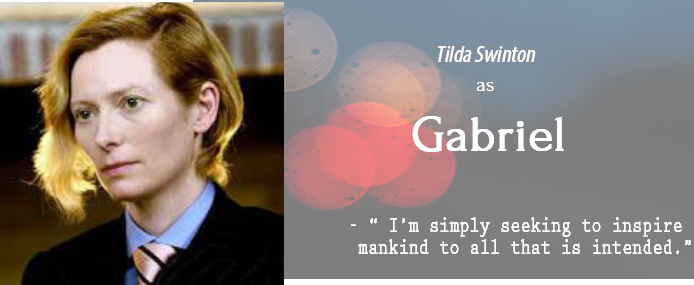 Tilda Swinton
as
Gabriel
- “ I'm simply seeking to inspire
mankind to all that is intended.”